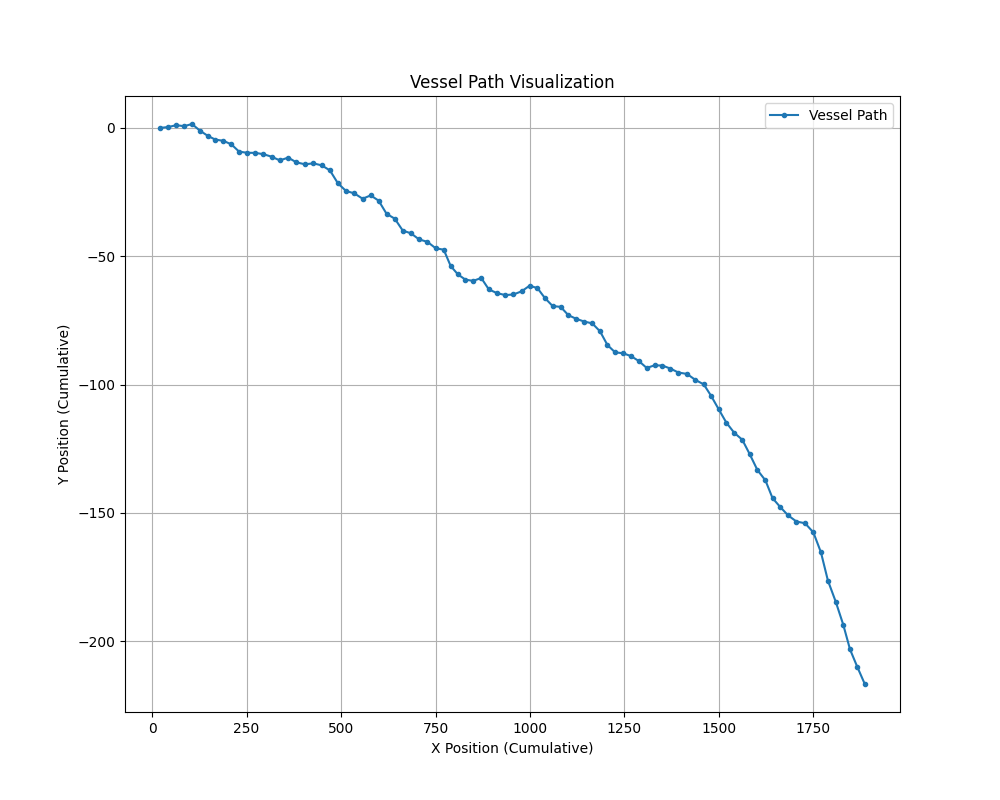 Vessel Path Visualization
Vessel Path
0
−50
−100
−150
−200
Y Position (Cumulative)
0 250 500 750 1000 1250 1500 1750
X Position (Cumulative)